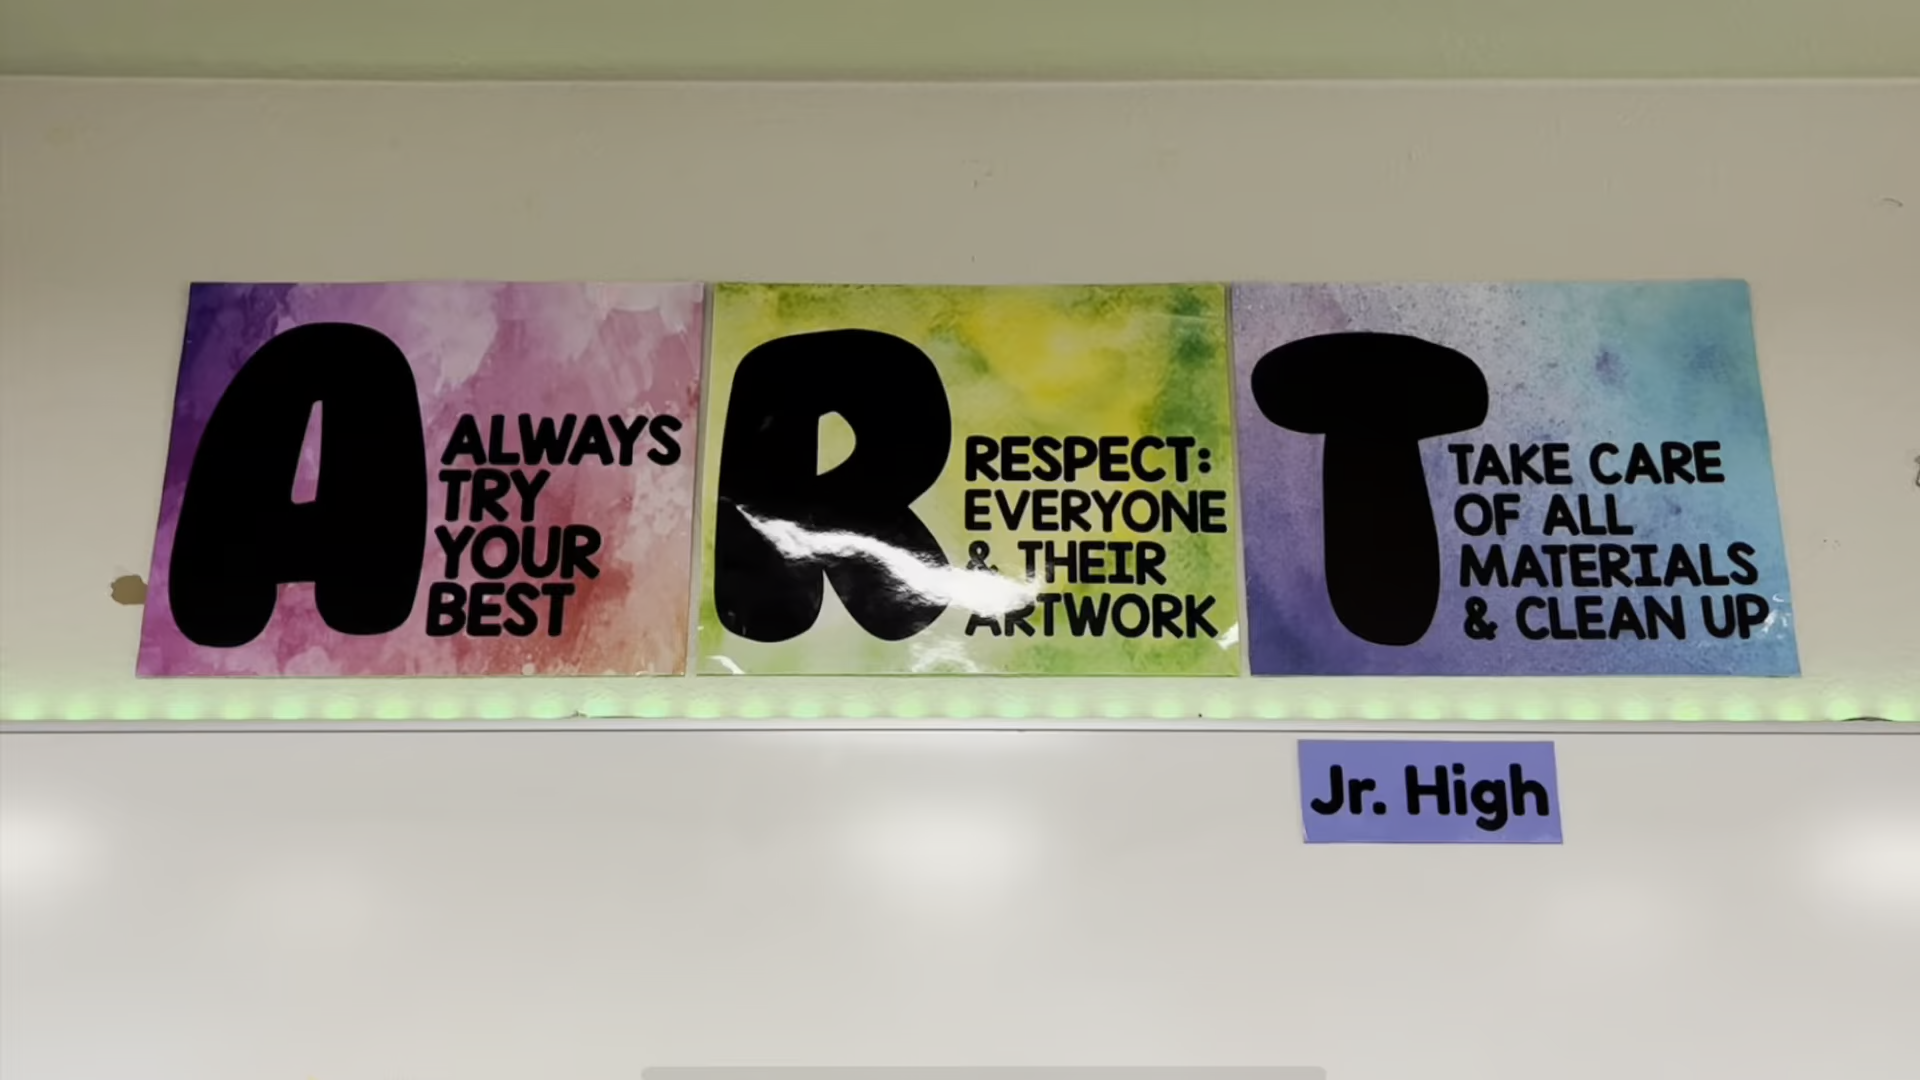 A
ALWAYS
TRY
YOUR
BEST
R
RESPECT:
EVERYONE
& THEIR
ARTWORK
T
TAKE CARE
OF ALL
MATERIALS
& CLEAN UP
Jr. High